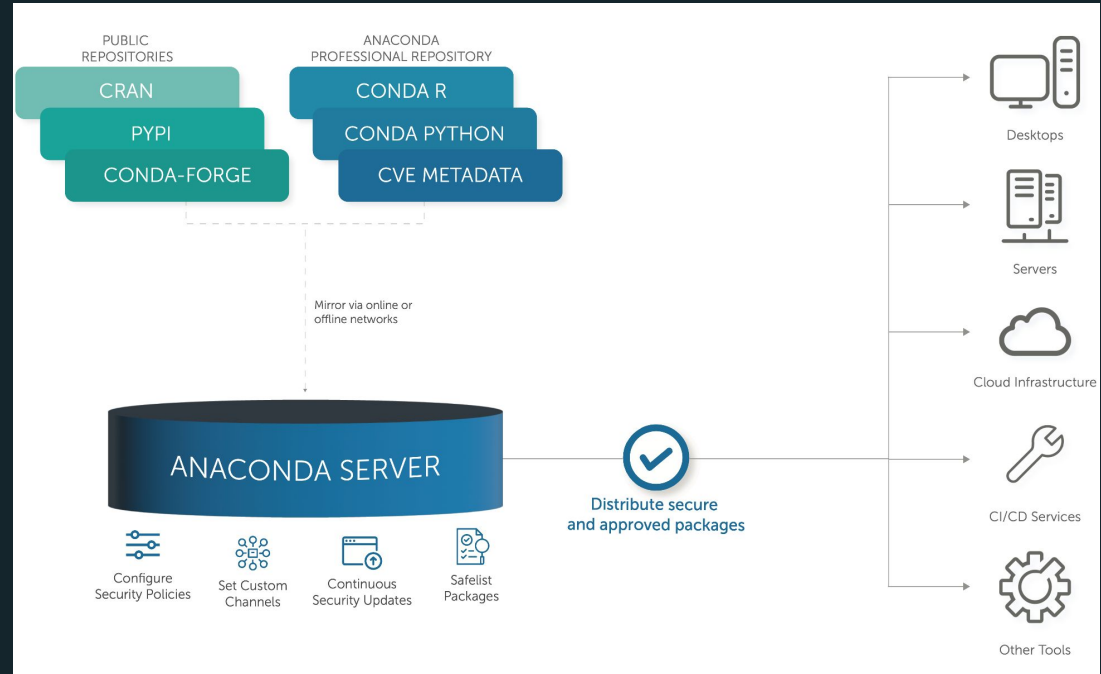 PUBLIC
REPOSITORIES
CRAN
PYPI
CONDA-FORGE
ANACONDA
PROFESSIONAL REPOSITORY
CONDA R
CONDA PYTHON
CVE METADATA
Mirror via online or
offline networks
ANACONDA SERVER
Configure
Security Policies
Set Custom
Channels
Continuous
Security Updates
Safelist
Packages
Distribute secure
and approved packages
Desktops
Servers
Cloud Infrastructure
CI/CD Services
Other Tools